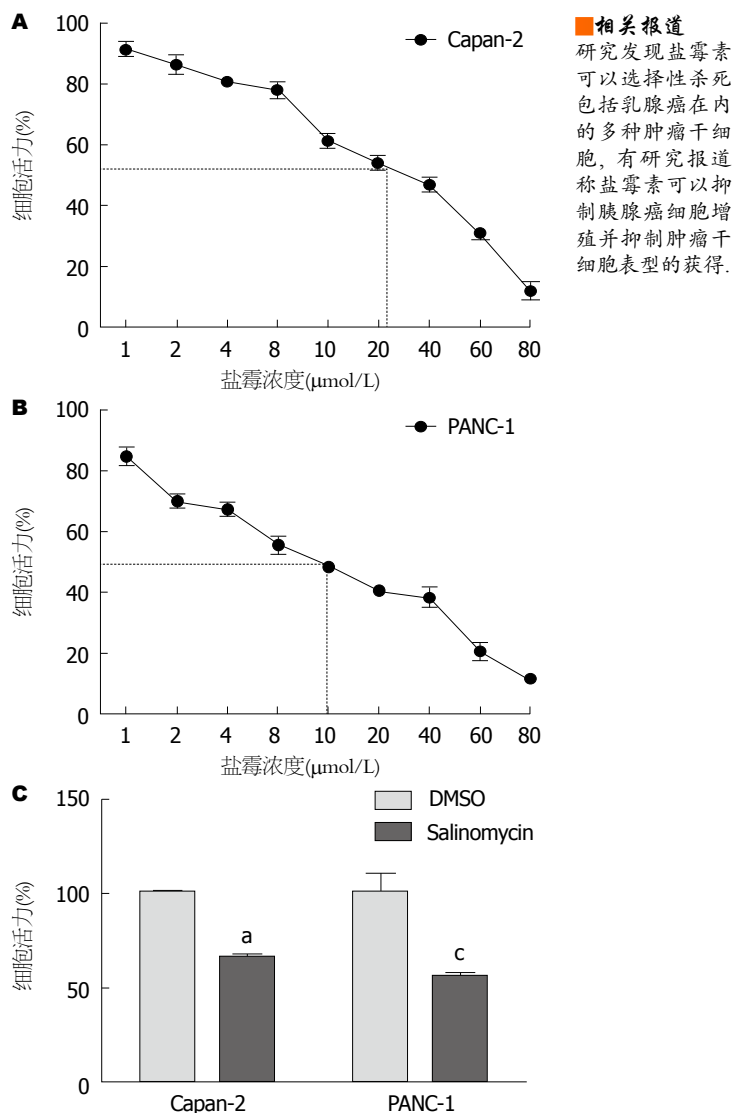 A
100
80
60
40
20
0
细胞活力(%)
Capan-2
1 2 4 8 10 20 40 60 80
盐霉浓度(μmol/L)
B
100
80
60
40
20
0
细胞活力(%)
PANC-1
1 2 4 8 10 20 40 60 80
盐霉浓度(μmol/L)
C
150
100
50
0
细胞活力(%)
DMSO
Salinomycin
a
c
Capan-2 PANC-1
■相关报道
研究发现盐霉素
可以选择性杀死
包括乳腺癌在内
的多种肿瘤干细
胞, 有研究报道
称盐霉素可以抑
制胰腺癌细胞增
殖并抑制肿瘤干
细胞表型的获得.